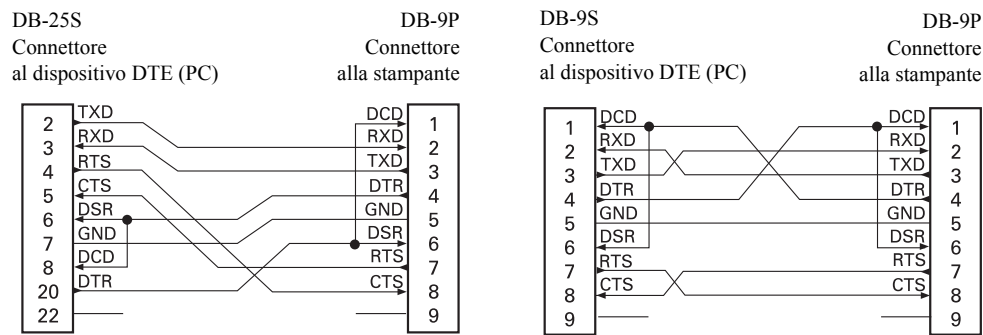 DB-25S
Connettore
al dispositivo DTE (PC)
DB-9P
Connettore
alla stampante
2 TXD DCD 1
3 RXD RXD 2
4 RTS TXD 3
5 CTS DTR 4
6 DSR GND 5
7 GND DSR 6
8 DCD RTS 7
20 DTR CTS 8
22 9
DB-9S
Connettore
al dispositivo DTE (PC)
DB-9P
Connettore
alla stampante
1 DCD DCD 1
2 RXD RXD 2
3 TXD TXD 3
4 DTR DTR 4
5 GND GND 5
6 DSR DSR 6
7 RTS RTS 7
8 CTS CTS 8
9 9